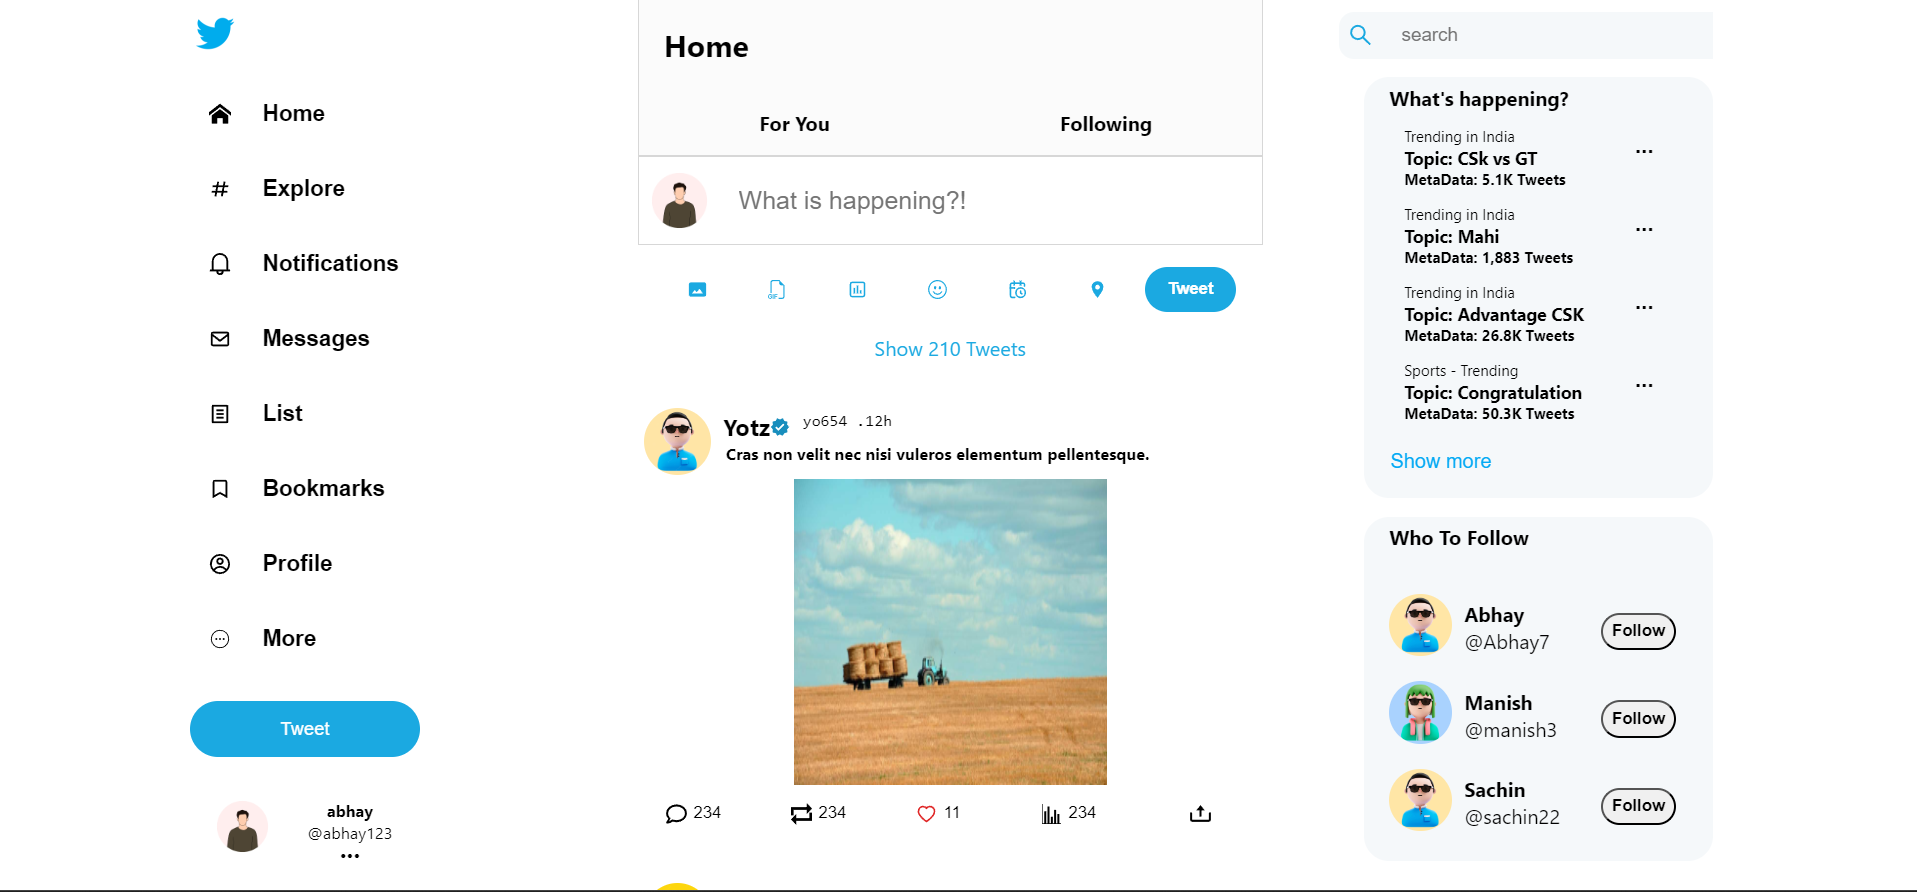 Home
Explore
Notifications
Messages
List
Bookmarks
Profile
More
Tweet
abhay
@abhay123
Home
For You
Following
What is happening?!
GIF
Tweet
Show 210 Tweets
Yotz yo654 .12h
Cras non velit nec nisi vuleros elementum pellentesque.
234
234
11
234
search
What's happening?
Trending in India
Topic: CSk vs GT
MetaData: 5.1K Tweets
Trending in India
Topic: Mahi
MetaData: 1,883 Tweets
Trending in India
Topic: Advantage CSK
MetaData: 26.8K Tweets
Sports - Trending
Topic: Congratulation
MetaData: 50.3K Tweets
Show more
Who To Follow
Abhay
@Abhay7
Follow
Manish
@manish3
Follow
Sachin
@sachin22
Follow